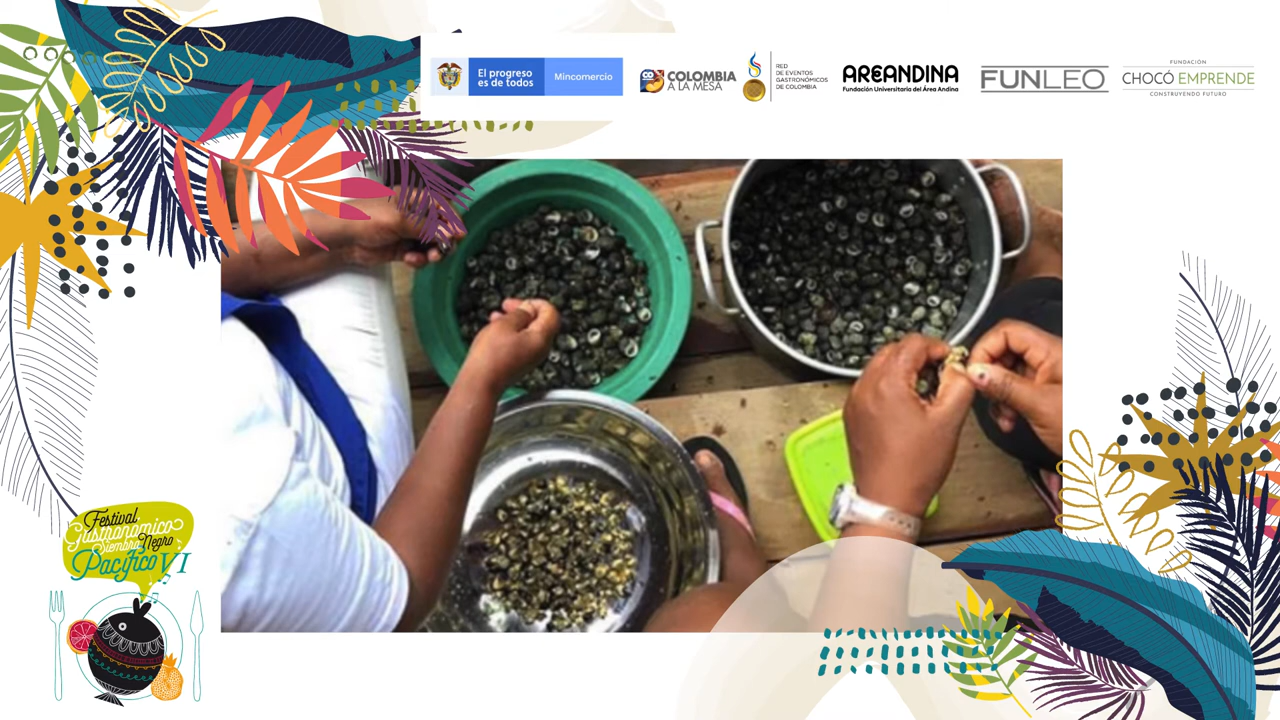 El progreso
es de todos
Mincomercio
CO
COLOMBIA
A LA MESA
RED
DE EVENTOS
GASTRONÓMICOS
DE COLOMBIA
AREANDINA
Fundación Universitaria del Área Andina
FUNLEO
FUNDACIÓN
CHOCÓ EMPRENDE
CONSTRUYENDO FUTURO
Festival
Gastronómico
Siembra Negro
Pacífico VI